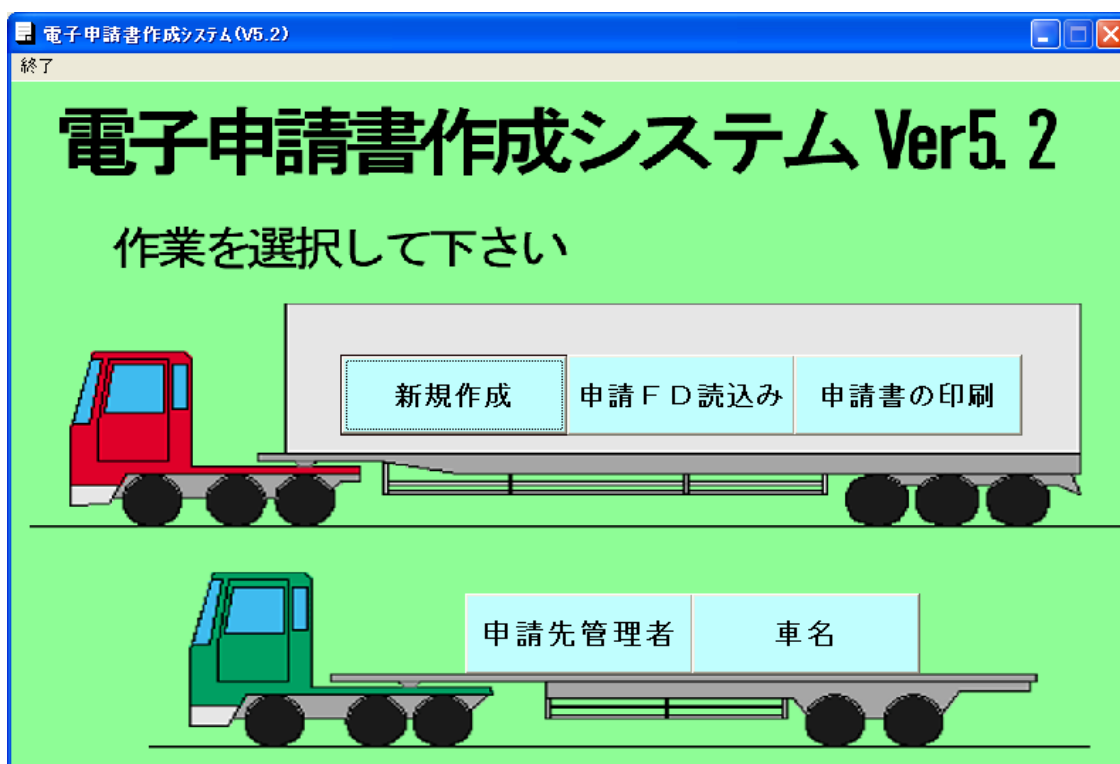 電子申請書作成ｼｽﾃﾑ(V5.2)
終了
電子申請書作成システム Ver5.2
作業を選択して下さい
新規作成 申請ＦＤ読込み 申請書の印刷
申請先管理者 車名